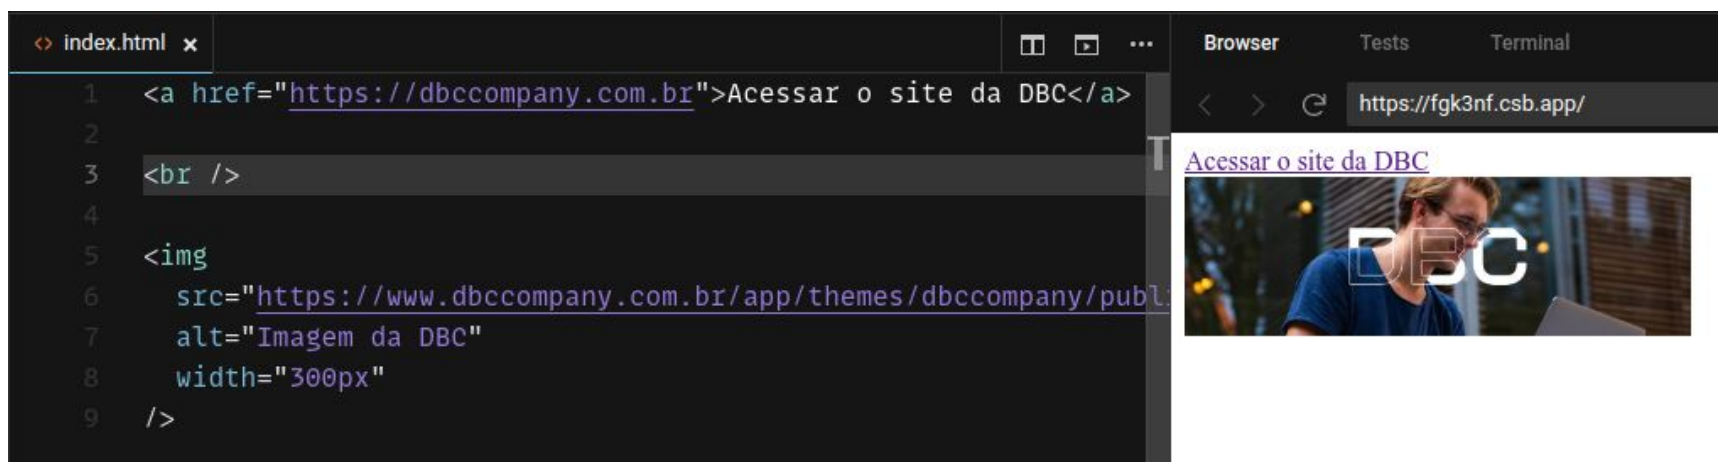 <> index.html ×
1 <a href="https://dbccompany.com.br">Acessar o site da DBC</a>
2
3 <br />
4
5 <img
6 src="https://www.dbccompany.com.br/app/themes/dbccompany/publi
7 alt="Imagem da DBC"
8 width="300px"
9 />
Browser Tests Terminal
https://fgk3nf.csb.app/
Acessar o site da DBC
DBC